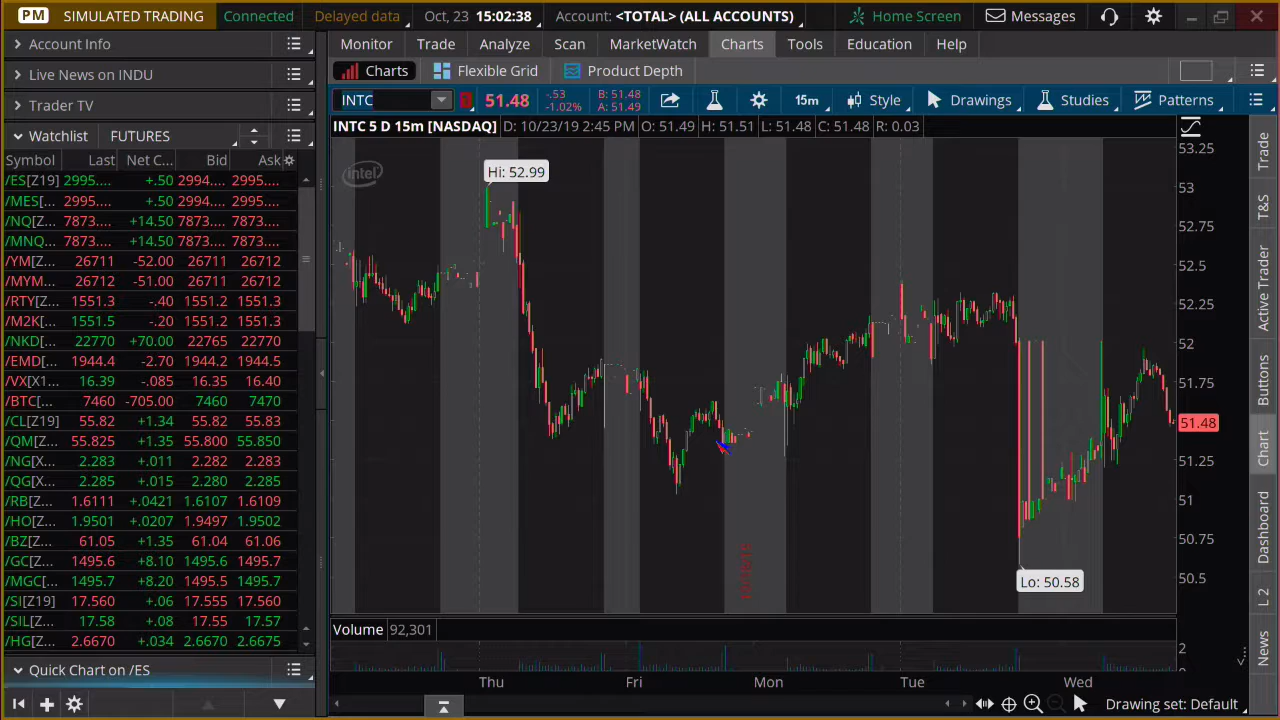 PM SIMULATED TRADING Connected Delayed data Oct, 23 15:02:38 Account: <TOTAL> (ALL ACCOUNTS) Home Screen Messages
Account Info
Live News on INDU
Trader TV
Watchlist FUTURES
Symbol Last Net C... Bid Ask
/ES[Z19] 2995.... +.50 2994.... 2995....
/MES[... 2995.... +.50 2994.... 2995....
/NQ[Z... 7873.... +14.50 7873.... 7873....
/MNQ... 7873.... +14.50 7873.... 7873....
/YM[Z... 26711 -52.00 26711 26712
/MYM... 26712 -51.00 26711 26712
/RTY[Z... 1551.3 -.40 1551.2 1551.3
/M2K[... 1551.5 -.20 1551.2 1551.3
/NKD[... 22770 +70.00 22765 22770
/EMD[... 1944.4 -2.70 1944.2 1944.5
/VX[X1... 16.39 -.085 16.35 16.40
/BTC[... 7460 -705.00 7460 7470
/CL[Z19] 55.82 +1.34 55.82 55.83
/QM[Z... 55.825 +1.35 55.800 55.850
/NG[X... 2.283 +.011 2.282 2.283
/QG[Z... 2.285 +.015 2.280 2.285
/RB[Z... 1.6111 +.0421 1.6107 1.6109
/HO[Z... 1.9501 +.0207 1.9497 1.9502
/BZ[Z... 61.05 +1.35 61.04 61.06
/GC[Z... 1495.6 +8.10 1495.6 1495.7
/MGC[... 1495.7 +8.20 1495.5 1495.7
/SI[Z19] 17.560 +.06 17.555 17.560
/SIL[Z... 17.58 +.08 17.55 17.57
/HG[Z... 2.6670 +.034 2.6670 2.6675
Quick Chart on /ES
Monitor Trade Analyze Scan MarketWatch Charts Tools Education Help
Charts Flexible Grid Product Depth
INTC 51.48 -.53 -1.02% B: 51.48 A: 51.49 15m Style Drawings Studies Patterns
INTC 5 D 15m [NASDAQ] D: 10/23/19 2:45 PM O: 51.49 H: 51.51 L: 51.48 C: 51.48 R: 0.03
intel
Hi: 52.99
Lo: 50.58
53.25
53
52.75
52.5
52.25
52
51.75
51.48
51.25
51
50.75
50.5
Volume 92,301
2
1
Thu Fri Mon Tue Wed
Drawing set: Default
Trade
T&S
Active Trader
Buttons
Chart
Dashboard
L 2
News